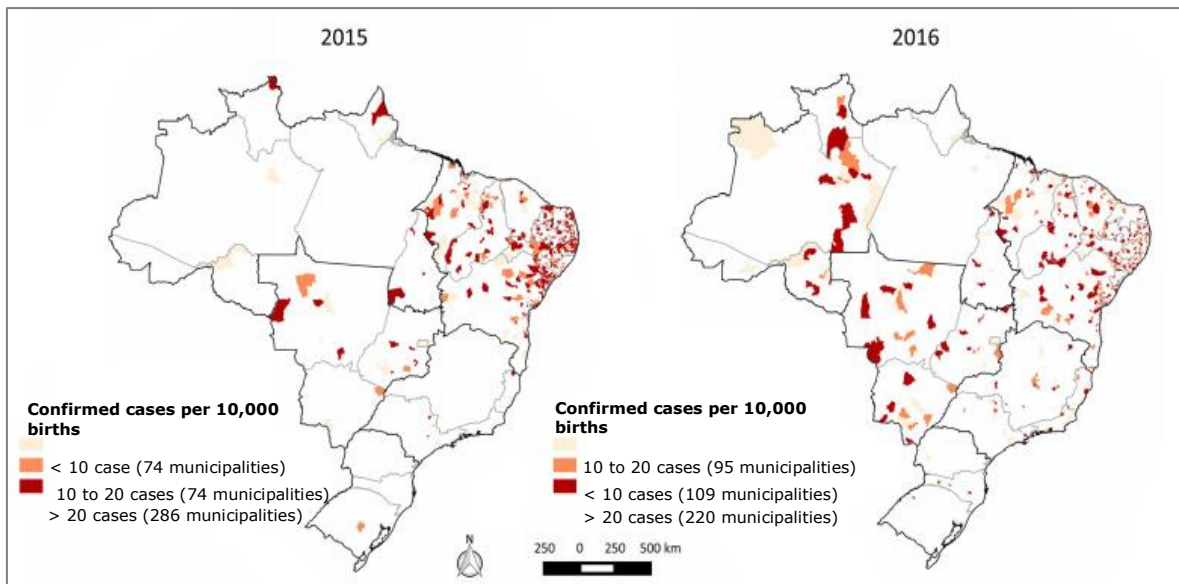 2015
2016
Confirmed cases per 10,000
births
< 10 case (74 municipalities)
10 to 20 cases (74 municipalities)
> 20 cases (286 municipalities)
Confirmed cases per 10,000
births
10 to 20 cases (95 municipalities)
< 10 cases (109 municipalities)
> 20 cases (220 municipalities)
N
250 0 250 500 km